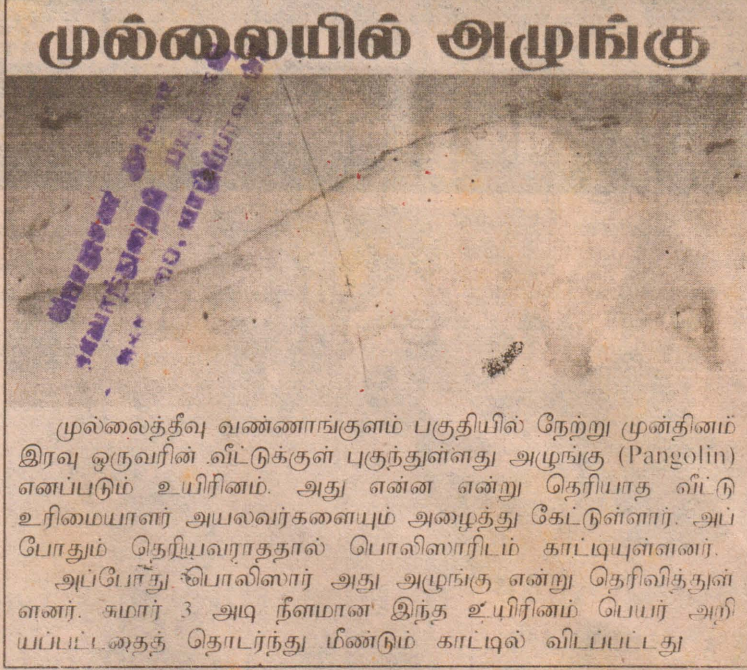 முல்லையில் அழுங்கு
முல்லைத்தீவு வண்ணாங்குளம் பகுதியில் நேற்று முன்தினம்
இரவு ஒருவரின் வீட்டுக்குள் புகுந்துள்ளது அழுங்கு (Pangolin)
எனப்படும் உயிரினம். அது என்ன என்று தெரியாத வீட்டு
உரிமையாளர் அயலவர்களையும் அழைத்து கேட்டுள்ளார். அப்
போதும் தெரியவராததால் பொலிஸாரிடம் காட்டியுள்ளனர்.
அப்போது பொலிஸார் அது அழுங்கு என்று தெரிவித்துள்
ளனர். சுமார் 3 அடி நீளமான இந்த உயிரினம் பெயர் அறி
யப்பட்டதைத் தொடர்ந்து மீண்டும் காட்டில் விடப்பட்டது